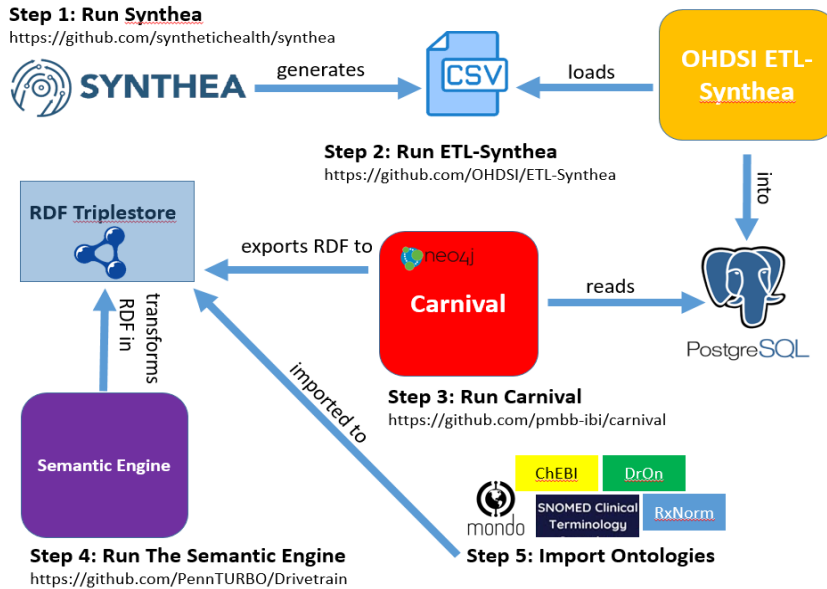 Step 1: Run Synthea
https://github.com/synthetichealth/synthea
SYNTHEA
generates
CSV
loads
OHDSI ETL-
Synthea
Step 2: Run ETL-Synthea
https://github.com/OHDSI/ETL-Synthea
into
RDF Triplestore
exports RDF to
neo4j
Carnival
reads
PostgreSQL
transforms
RDF in
imported to
Step 3: Run Carnival
https://github.com/pmbb-ibi/carnival
Semantic Engine
ChEBI
DrOn
mondo
SNOMED Clinical
Terminology
RxNorm
Step 4: Run The Semantic Engine
https://github.com/PennTURBO/Drivetrain
Step 5: Import Ontologies